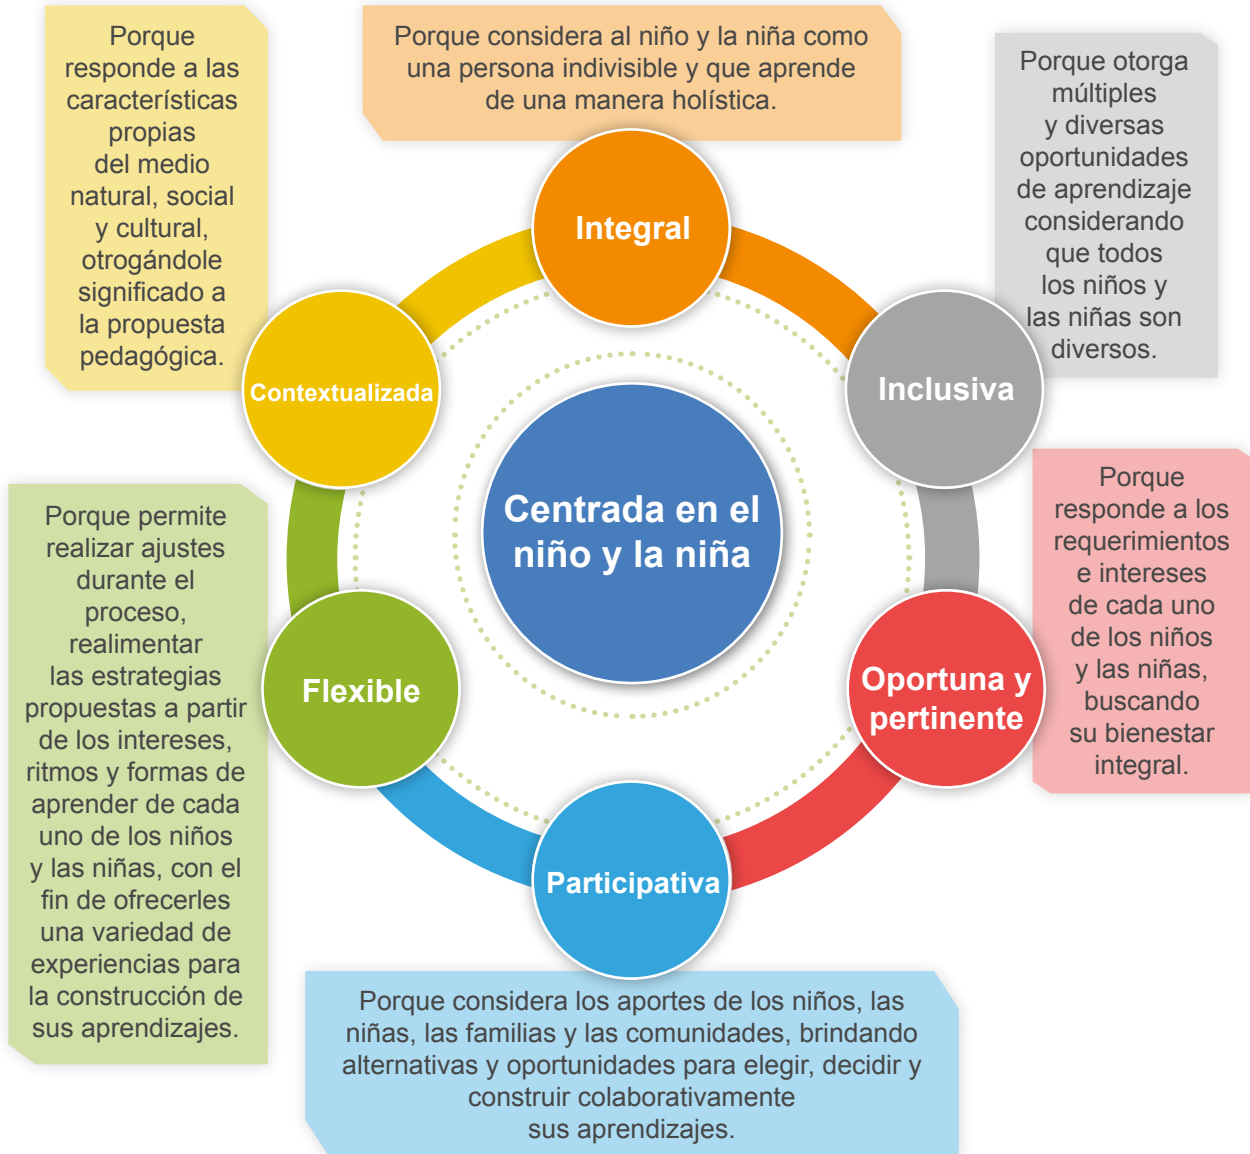 Porque
responde a las
características
propias
del medio
natural, social
y cultural,
otrogándole
significado a
la propuesta
pedagógica.
Porque considera al niño y la niña como
una persona indivisible y que aprende
de una manera holística.
Porque otorga
múltiples
y diversas
oportunidades
de aprendizaje
considerando
que todos
los niños y
las niñas son
diversos.
Integral
Contextualizada
Inclusiva
Centrada en el
niño y la niña
Porque permite
realizar ajustes
durante el
proceso,
realimentar
las estrategias
propuestas a partir
de los intereses,
ritmos y formas de
aprender de cada
uno de los niños
y las niñas, con el
fin de ofrecerles
una variedad de
experiencias para
la construcción de
sus aprendizajes.
Flexible
Oportuna y
pertinente
Porque
responde a los
requerimientos
e intereses
de cada uno
de los niños
y las niñas,
buscando
su bienestar
integral.
Participativa
Porque considera los aportes de los niños, las
niñas, las familias y las comunidades, brindando
alternativas y oportunidades para elegir, decidir y
construir colaborativamente
sus aprendizajes.